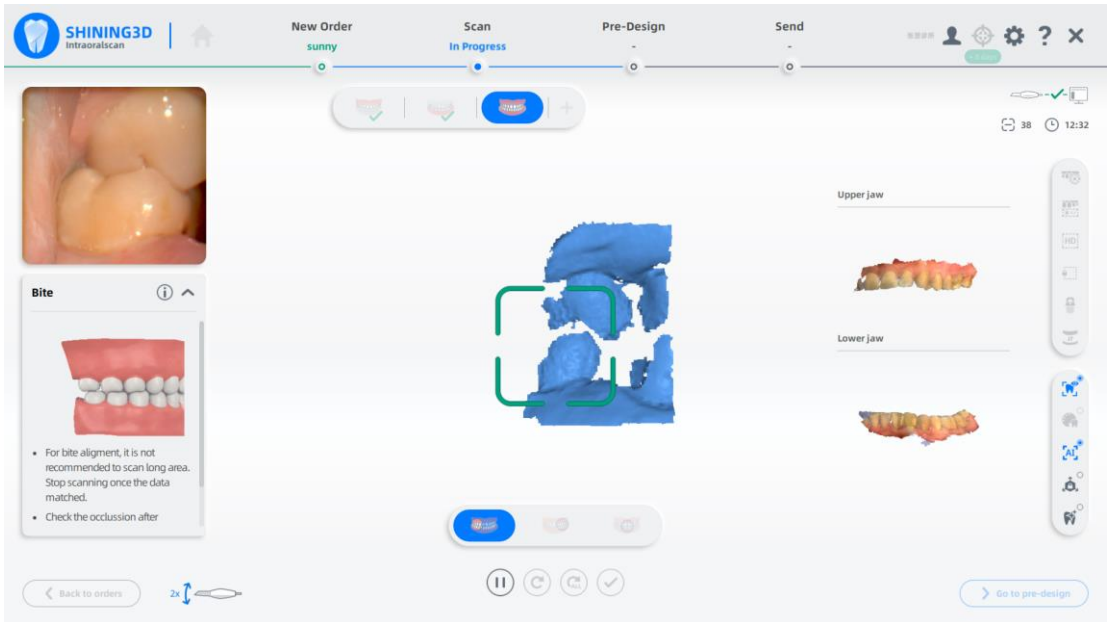 SHINING3D
Intraoralscan
New Order
sunny
Scan
In Progress
Pre-Design
-
Send
-
38
12:32
Upper jaw
Lower jaw
HD
AI
Bite
• For bite aligment, it is not
recommended to scan long area.
Stop scanning once the data
matched.
• Check the occlussion after
Back to orders
2x
Go to pre-design